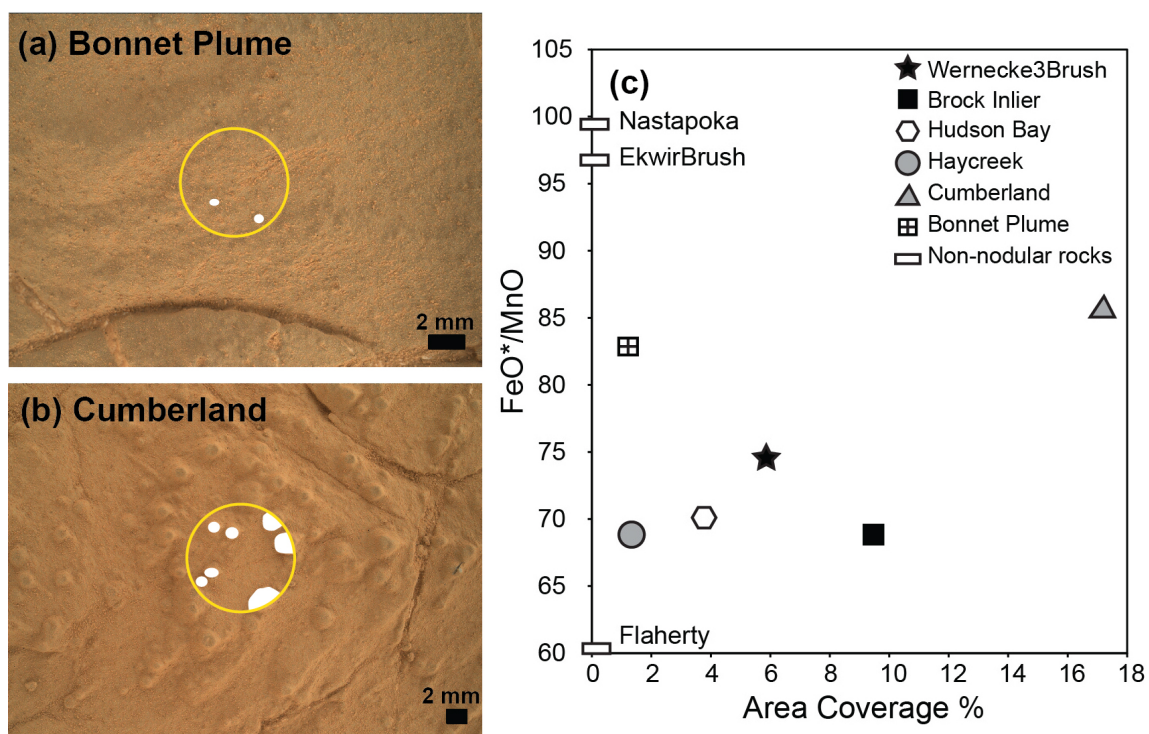 (a) Bonnet Plume
2 mm
(b) Cumberland
2 mm
(c)
FeO*/MnO
105
100
95
90
85
80
75
70
65
60
Nastapoka
EkwirBrush
Flaherty
Wernecke3Brush
Brock Inlier
Hudson Bay
Haycreek
Cumberland
Bonnet Plume
Non-nodular rocks
0 2 4 6 8 10 12 14 16 18
Area Coverage %